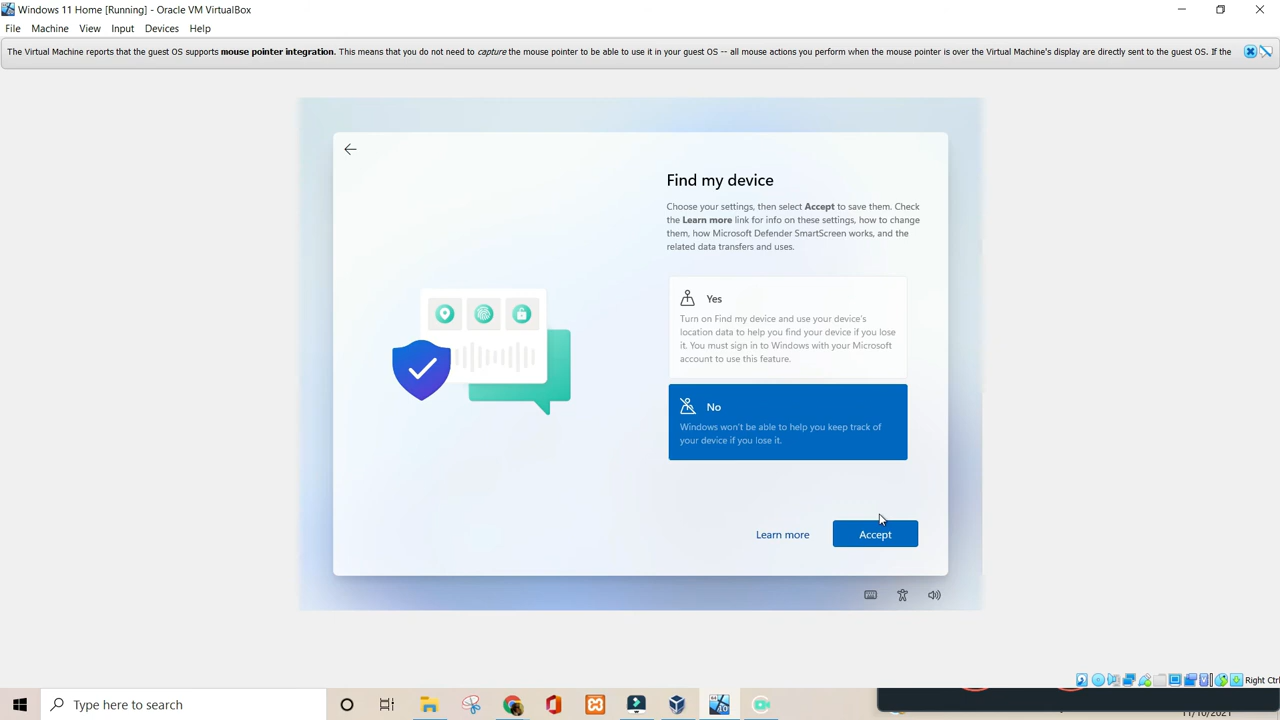 Windows 11 Home [Running] - Oracle VM VirtualBox
File Machine View Input Devices Help
The Virtual Machine reports that the guest OS supports mouse pointer integration. This means that you do not need to capture the mouse pointer to be able to use it in your guest OS -- all mouse actions you perform when the mouse pointer is over the Virtual Machine's display are directly sent to the guest OS. If the
Find my device
Choose your settings, then select Accept to save them. Check
the Learn more link for info on these settings, how to change
them, how Microsoft Defender SmartScreen works, and the
related data transfers and uses.
Yes
Turn on Find my device and use your device's
location data to help you find your device if you lose
it. You must sign in to Windows with your Microsoft
account to use this feature.
No
Windows won't be able to help you keep track of
your device if you lose it.
Learn more
Accept
Right Ctrl
Type here to search
11/10/2021